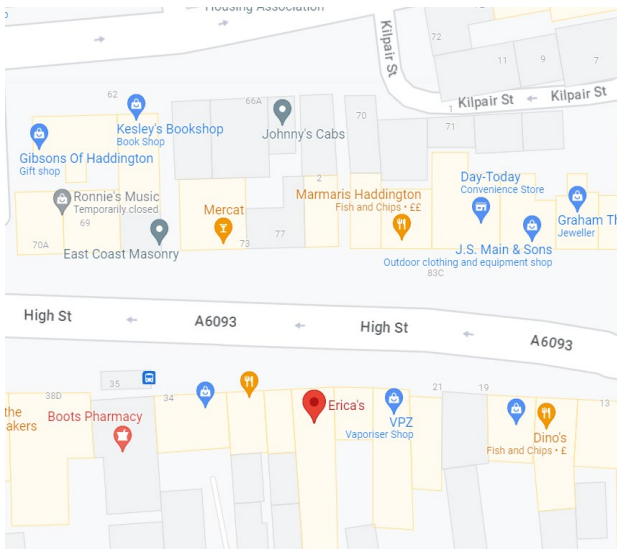 Housing Association
Kilpair St
72
11
9
7
62
66A
70
1
Kilpair St
Kilpair St
71
Kesley's Bookshop
Book Shop
Johnny's Cabs
Gibsons Of Haddington
Gift shop
2
Day-Today
Convenience Store
Ronnie's Music
Temporarily closed
Marmaris Haddington
Fish and Chips • ££
Mercat
69
Graham Th
Jeweller
70A
East Coast Masonry
73
77
J.S. Main & Sons
Outdoor clothing and equipment shop
83C
High St
A6093
High St
A6093
35
38D
34
21
19
13
the
akers
Boots Pharmacy
Erica's
VPZ
Vaporiser Shop
Dino's
Fish and Chips • £